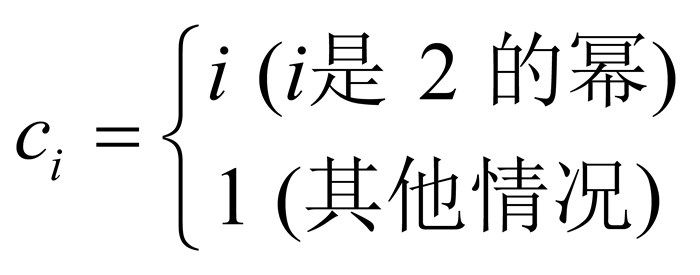 c_i = { i (i是 2 的幂)
1 (其他情况)